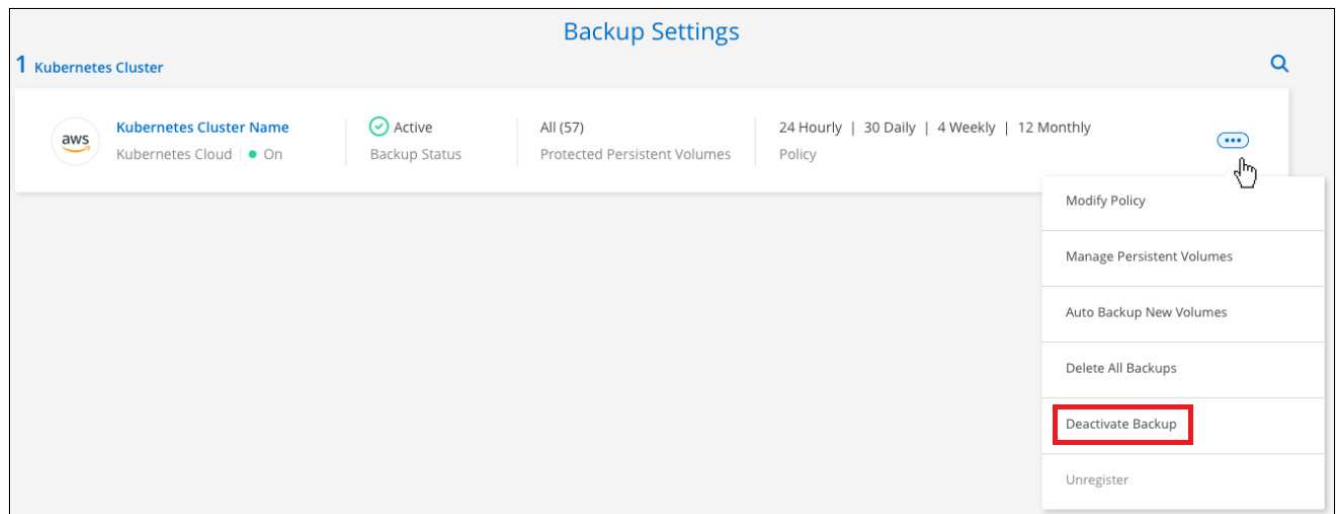 Backup Settings
1 Kubernetes Cluster
aws
Kubernetes Cluster Name
Kubernetes Cloud | On
Active
Backup Status
All (57)
Protected Persistent Volumes
24 Hourly | 30 Daily | 4 Weekly | 12 Monthly
Policy
Modify Policy
Manage Persistent Volumes
Auto Backup New Volumes
Delete All Backups
Deactivate Backup
Unregister